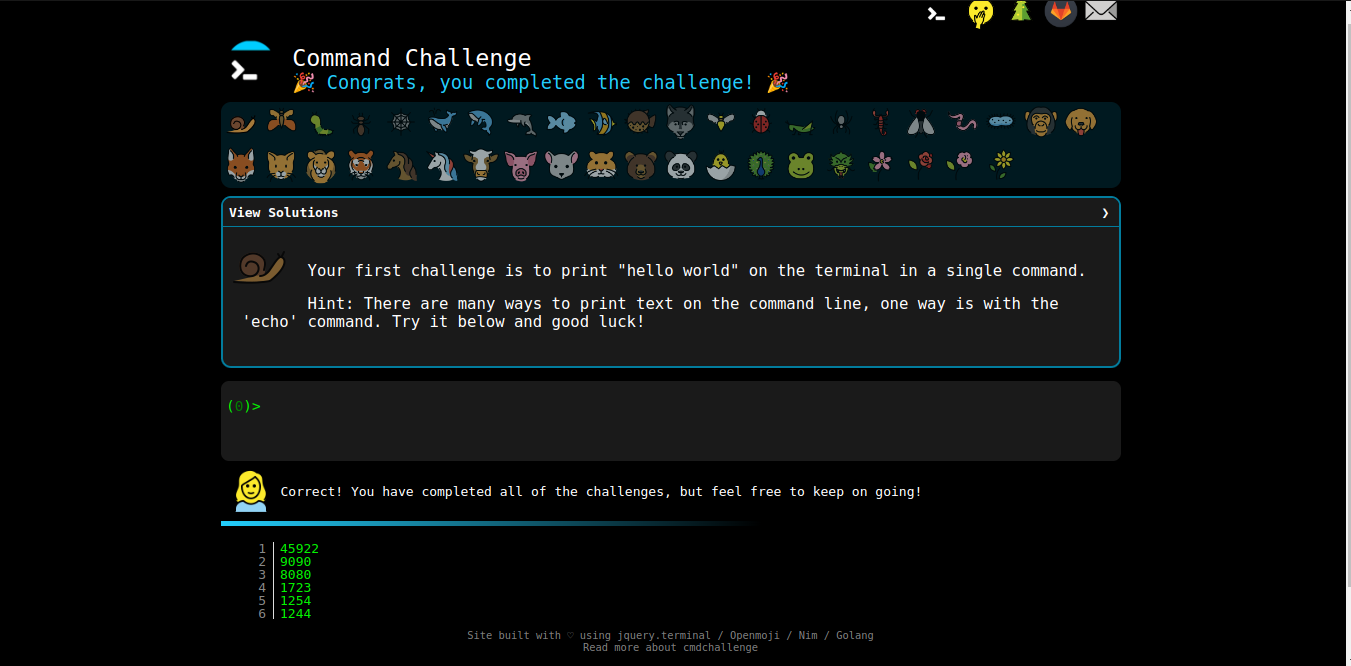 Command Challenge
🎉 Congrats, you completed the challenge! 🎉
View Solutions ❯
Your first challenge is to print "hello world" on the terminal in a single command.
Hint: There are many ways to print text on the command line, one way is with the
'echo' command. Try it below and good luck!
(0)>
Correct! You have completed all of the challenges, but feel free to keep on going!
1 45922
2 9090
3 8080
4 1723
5 1254
6 1244
Site built with ♡ using jquery.terminal / Openmoji / Nim / Golang
Read more about cmdchallenge